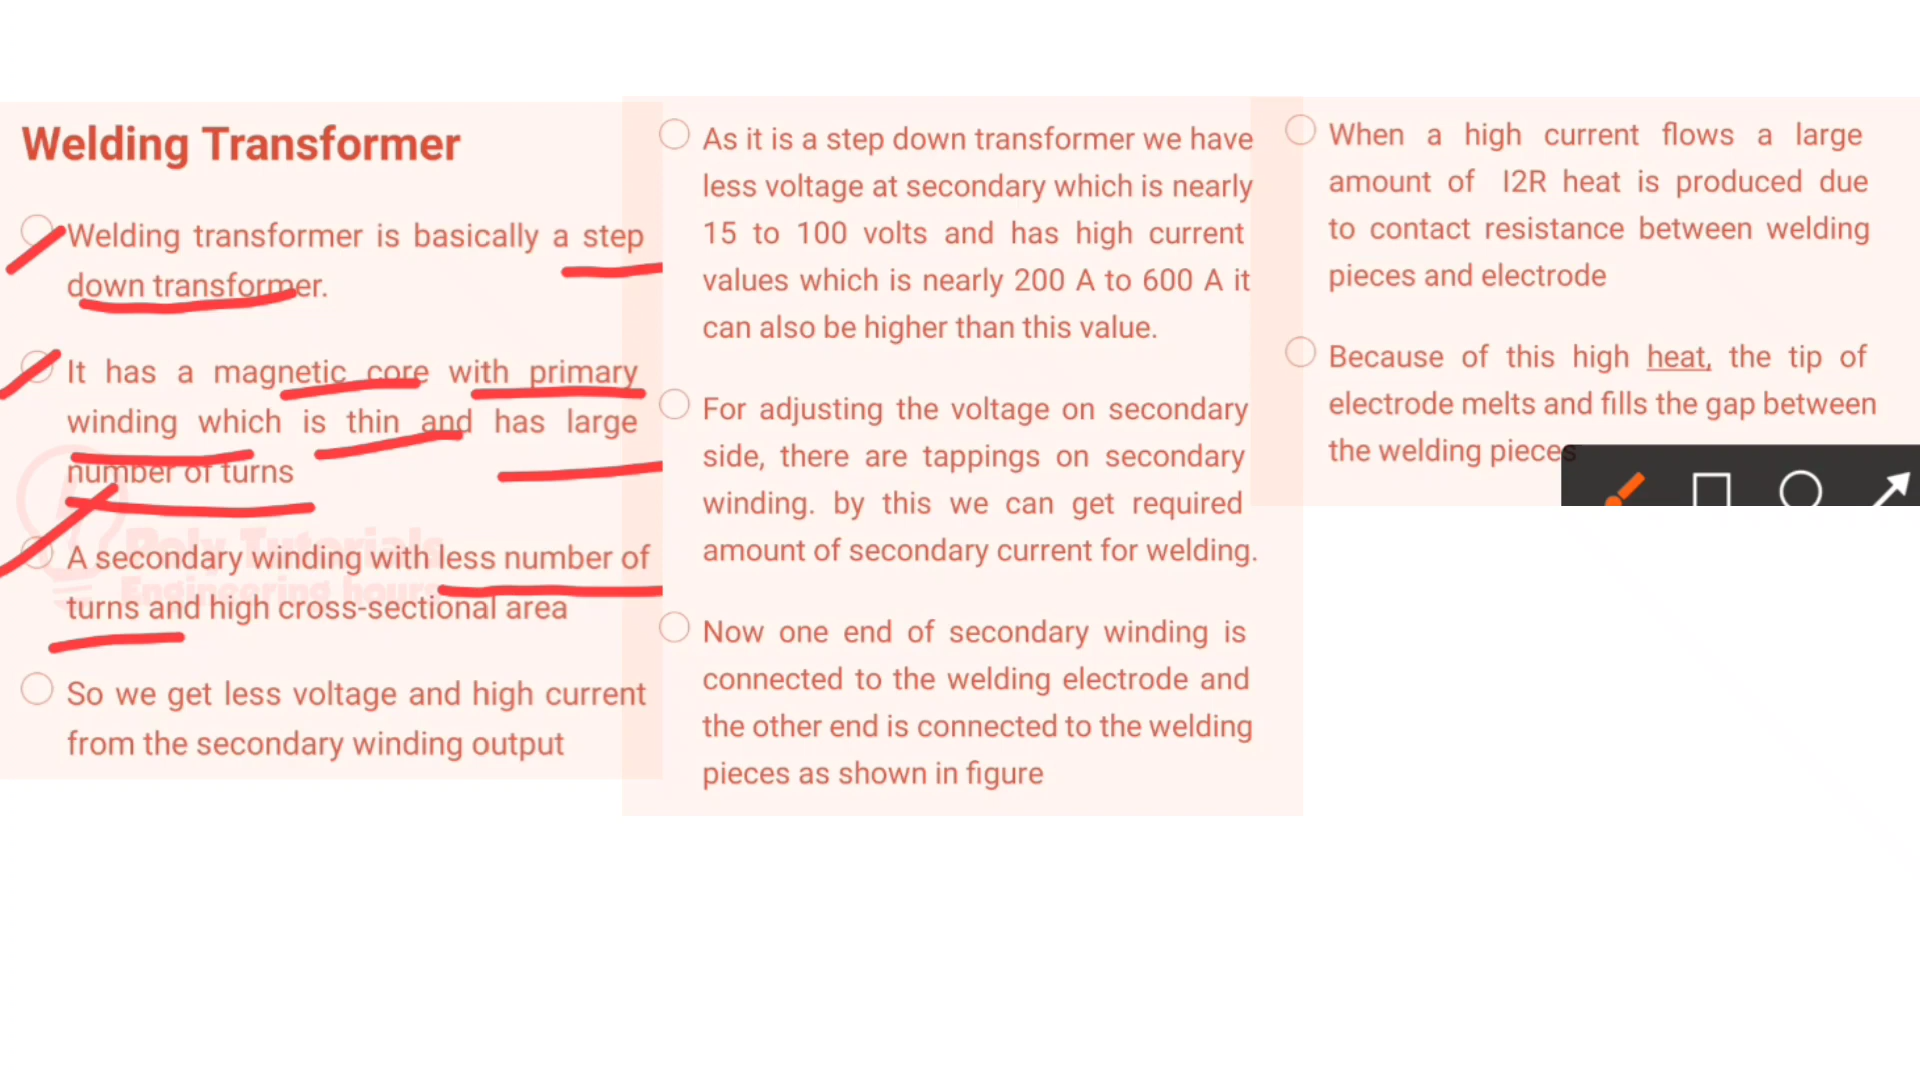 Welding Transformer
Welding transformer is basically a step
down transformer.
It has a magnetic core with primary
winding which is thin and has large
number of turns
Poly Tutorials
Engineering hours
A secondary winding with less number of
turns and high cross-sectional area
So we get less voltage and high current
from the secondary winding output
As it is a step down transformer we have
less voltage at secondary which is nearly
15 to 100 volts and has high current
values which is nearly 200 A to 600 A it
can also be higher than this value.
For adjusting the voltage on secondary
side, there are tappings on secondary
winding. by this we can get required
amount of secondary current for welding.
Now one end of secondary winding is
connected to the welding electrode and
the other end is connected to the welding
pieces as shown in figure
When a high current flows a large
amount of I2R heat is produced due
to contact resistance between welding
pieces and electrode
Because of this high heat, the tip of
electrode melts and fills the gap between
the welding pieces